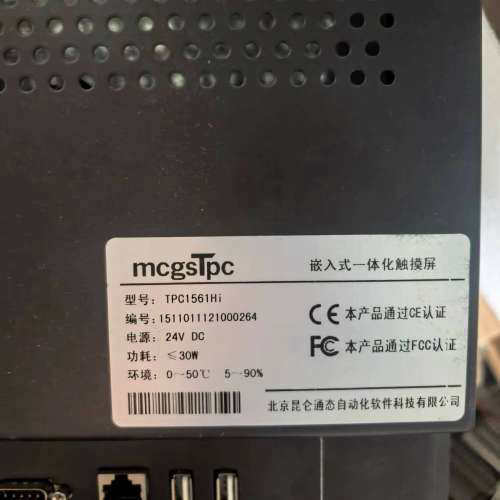 mcgsTpc
嵌入式一体化触摸屏
型号: TPC1561Hi
编号: 1511011121000264
电源: 24V DC
功耗: ≤30W
环境: 0~50℃ 5~90%
CE 本产品通过CE认证
FC 本产品通过FCC认证
北京昆仑通态自动化软件科技有限公司